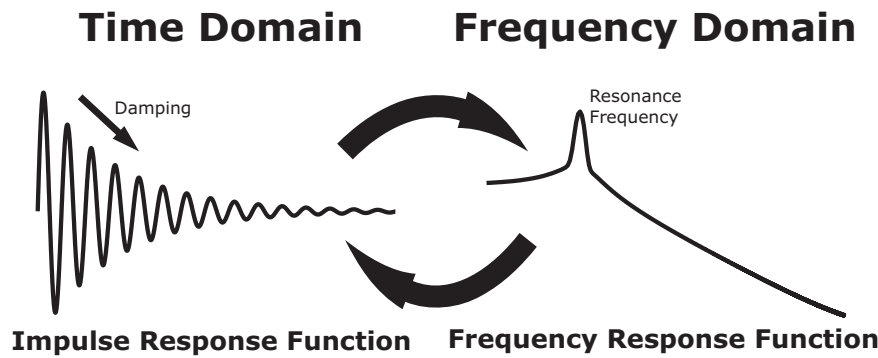 Time Domain
Frequency Domain
Damping
Resonance
Frequency
Impulse Response Function
Frequency Response Function